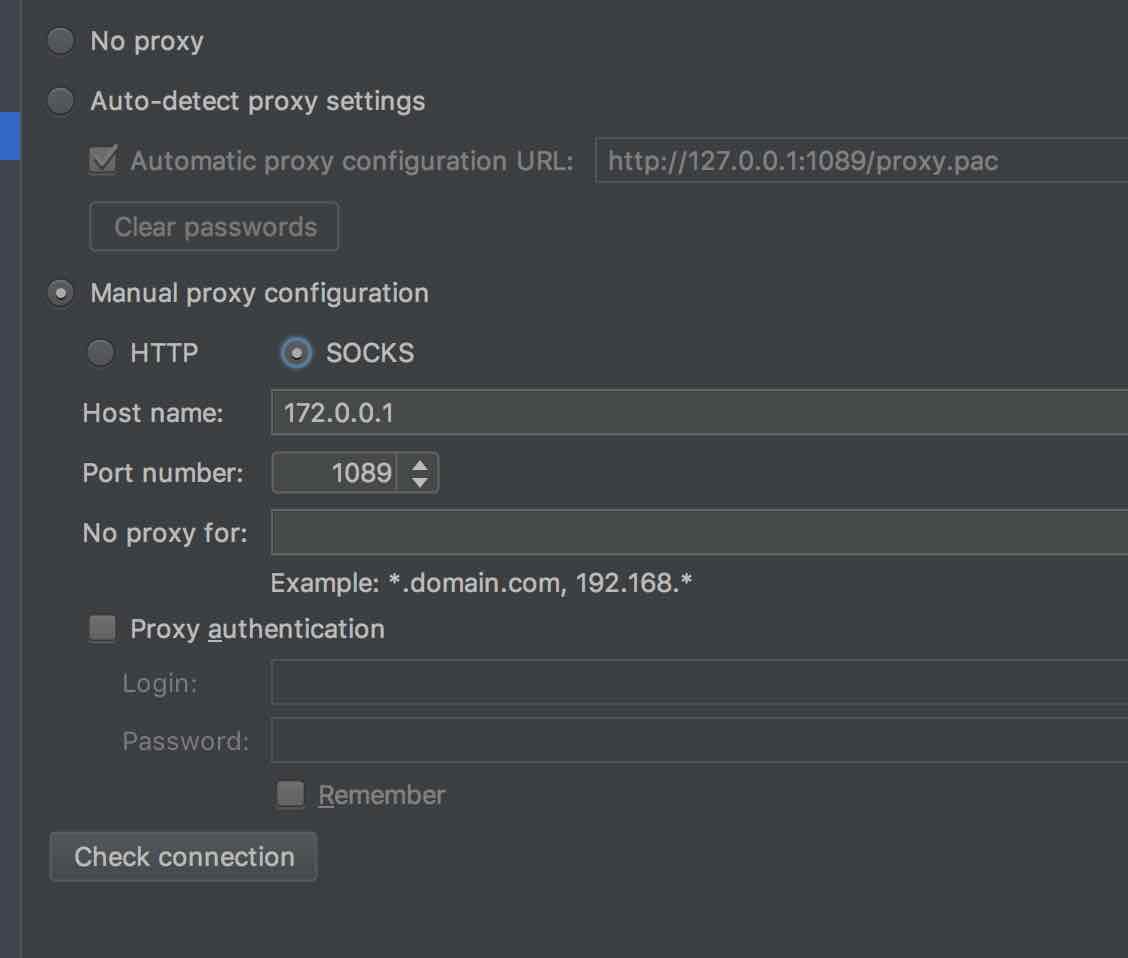 No proxy
Auto-detect proxy settings
Automatic proxy configuration URL: http://127.0.0.1:1089/proxy.pac
Clear passwords
Manual proxy configuration
HTTP SOCKS
Host name: 172.0.0.1
Port number: 1089
No proxy for:
Example: *.domain.com, 192.168.*
Proxy authentication
Login:
Password:
Remember
Check connection